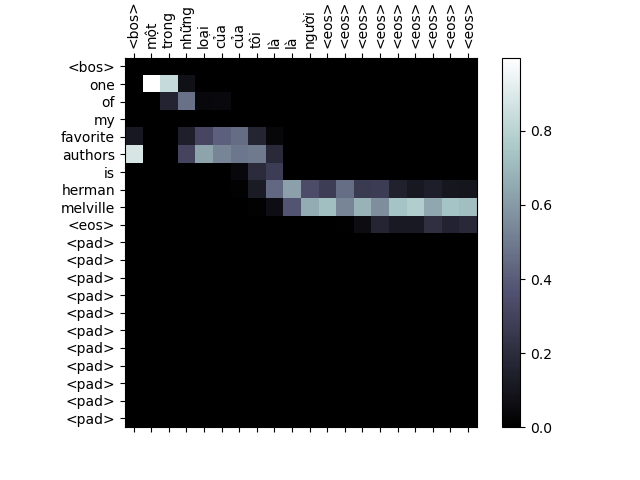 <bos> một trong những loại của của tôi là là người <eos> <eos> <eos> <eos> <eos> <eos> <eos> <eos> <eos>
<bos>
one
of
my
favorite
authors
is
herman
melville
<eos>
<pad>
<pad>
<pad>
<pad>
<pad>
<pad>
<pad>
<pad>
<pad>
<pad>
<pad>
0.8
0.6
0.4
0.2
0.0